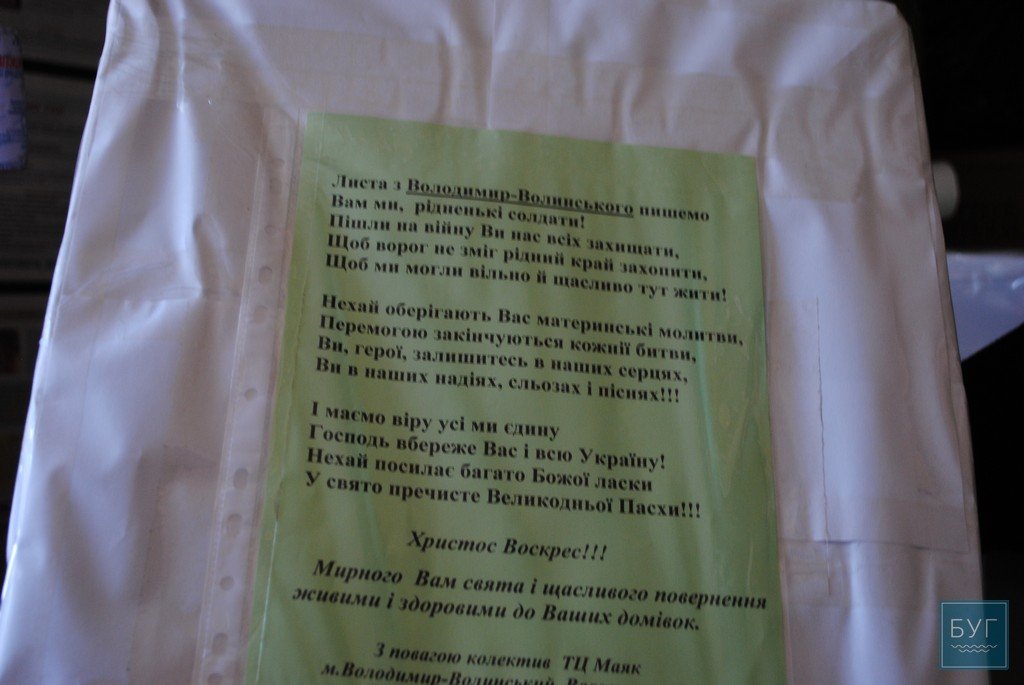 Листа з Володимир-Волинського пишемо
Вам ми, рідненькі солдати!
Пішли на війну Ви нас всіх захищати,
Щоб ворог не зміг рідний край захопити,
Щоб ми могли вільно й щасливо тут жити!
Нехай оберігають Вас материнські молитви,
Перемогою закінчуються кожнії битви,
Ви, герої, залишитесь в наших серцях,
Ви в наших надіях, сльозах і піснях!!!
І маємо віру усі ми єдину
Господь вбереже Вас і всю Україну!
Нехай посилає багато Божої ласки
У свято пречисте Великодньої Пасхи!!!
Христос Воскрес!!!
Мирного Вам свята і щасливого повернення
живими і здоровими до Ваших домівок.
З повагою колектив ТЦ Маяк
м.Володимир-Волинський
БУГ